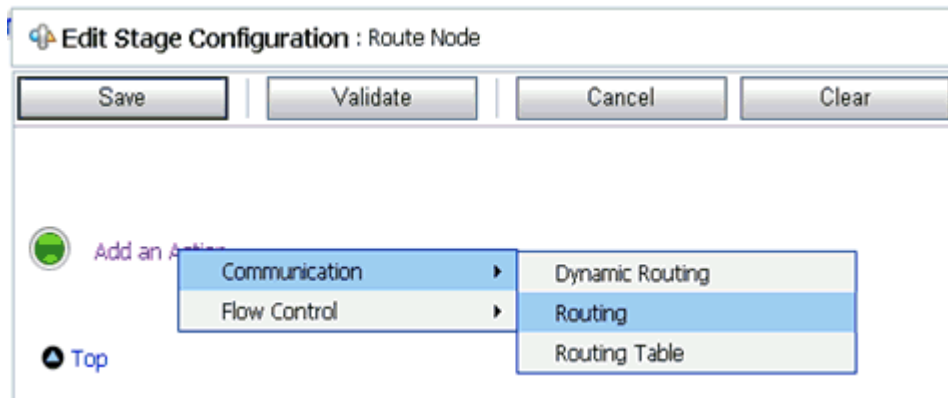 Edit Stage Configuration : Route Node
Save Validate Cancel Clear
Add an Action
Communication Dynamic Routing
Flow Control Routing
Routing Table
Top